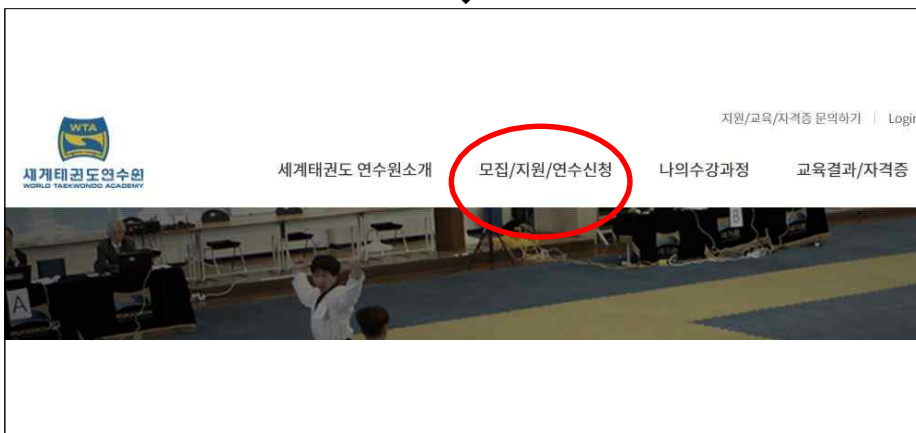 지원/교육/자격증 문의하기 | Login
WTA
세계태권도연수원
WORLD TAEKWONDO ACADEMY
세계태권도 연수원소개 모집/지원/연수신청 나의수강과정 교육결과/자격증
A
B